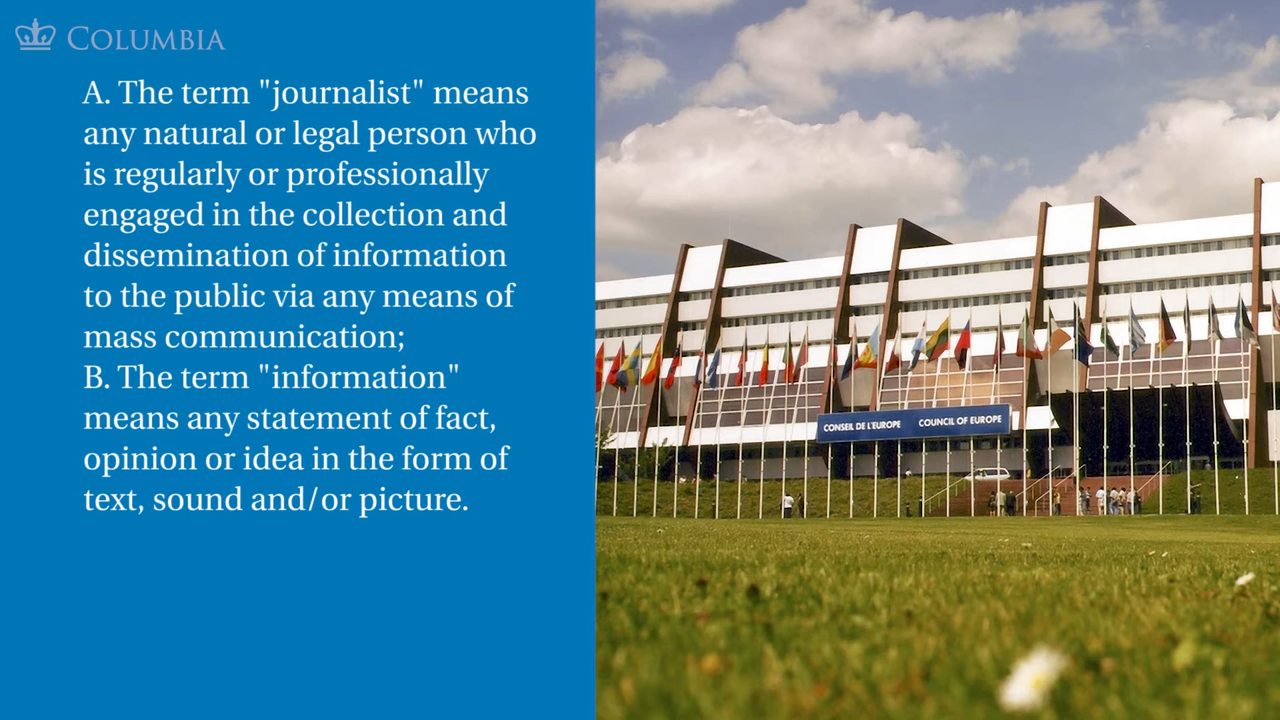 COLUMBIA
A. The term "journalist" means
any natural or legal person who
is regularly or professionally
engaged in the collection and
dissemination of information
to the public via any means of
mass communication;
B. The term "information"
means any statement of fact,
opinion or idea in the form of
text, sound and/or picture.
CONSEIL DE L'EUROPE COUNCIL OF EUROPE